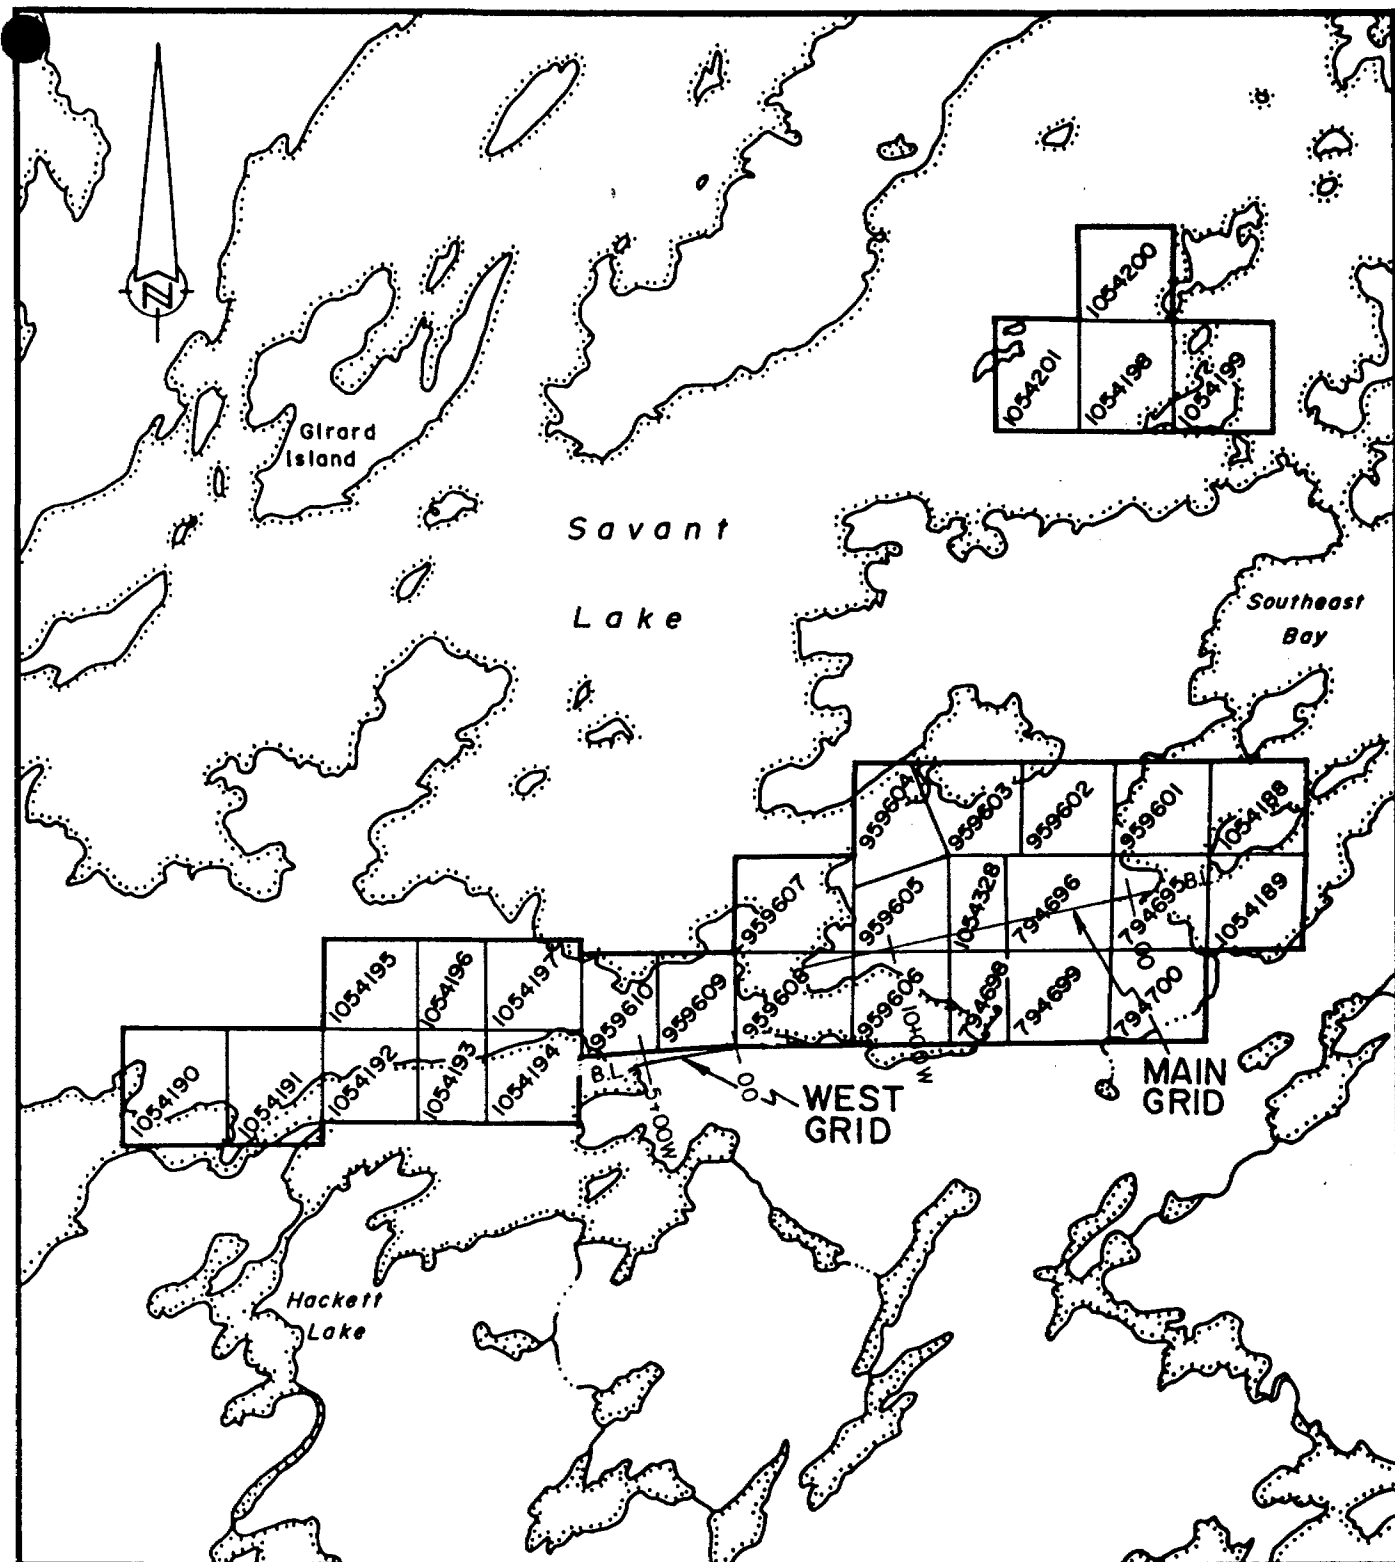 N
1054200
1054201
1054198
1054199
Girard
Island
Savant
Lake
Southeast
Bay
959604
959603
959602
959601
1054188
959607
959605
1054328
794696
794695
B.L.
1054189
1054195
1054196
1054197
959610
959609
959608
959606
794698
794699
794700
00
10+00W
1054190
1054191
1054192
1054193
1054194
B.L.
5+00W
00
WEST
GRID
MAIN
GRID
Hackett
Lake